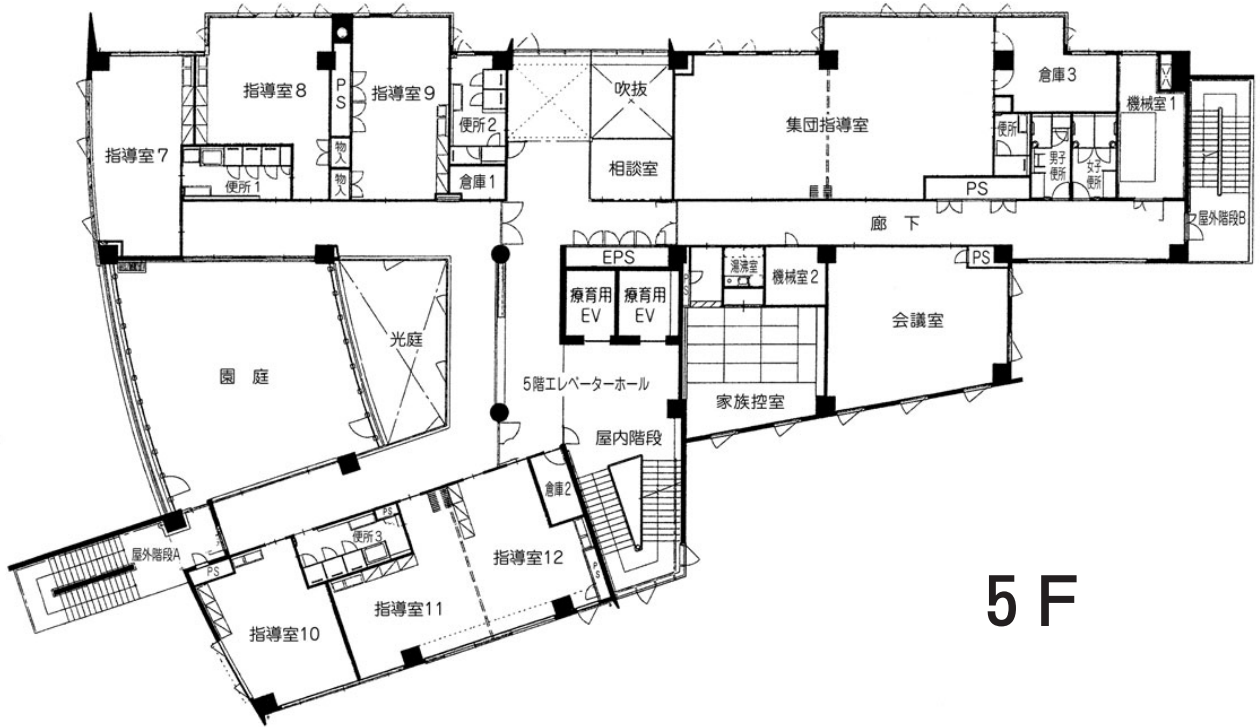 指導室8
PS
指導室9
吹抜
倉庫3
機械室1
便所2
集団指導室
便所
男子
便所
女子
便所
指導室7
物入
物入
便所1
倉庫1
相談室
PS
廊下
屋外階段B
EPS
湯沸室
機械室2
PS
療育用
EV
療育用
EV
会議室
光庭
園庭
5階エレベーターホール
家族控室
屋内階段
倉庫2
PS
便所3
屋外階段A
PS
指導室12
PS
指導室11
指導室10
5F